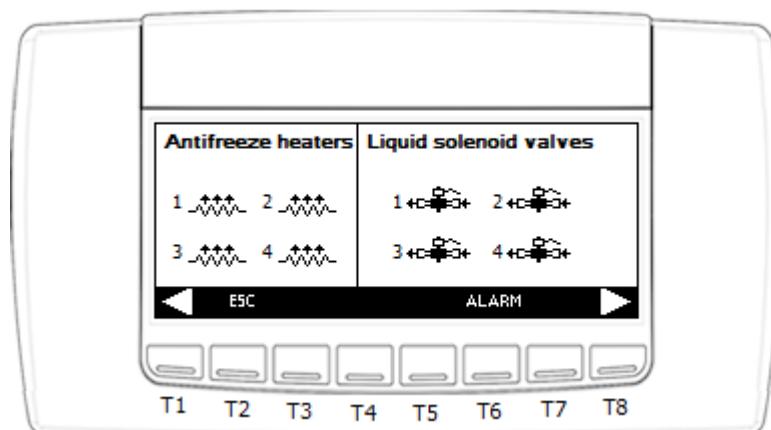 Antifreeze heaters Liquid solenoid valves
1 2 1 2
3 4 3 4
ESC ALARM
T1 T2 T3 T4 T5 T6 T7 T8